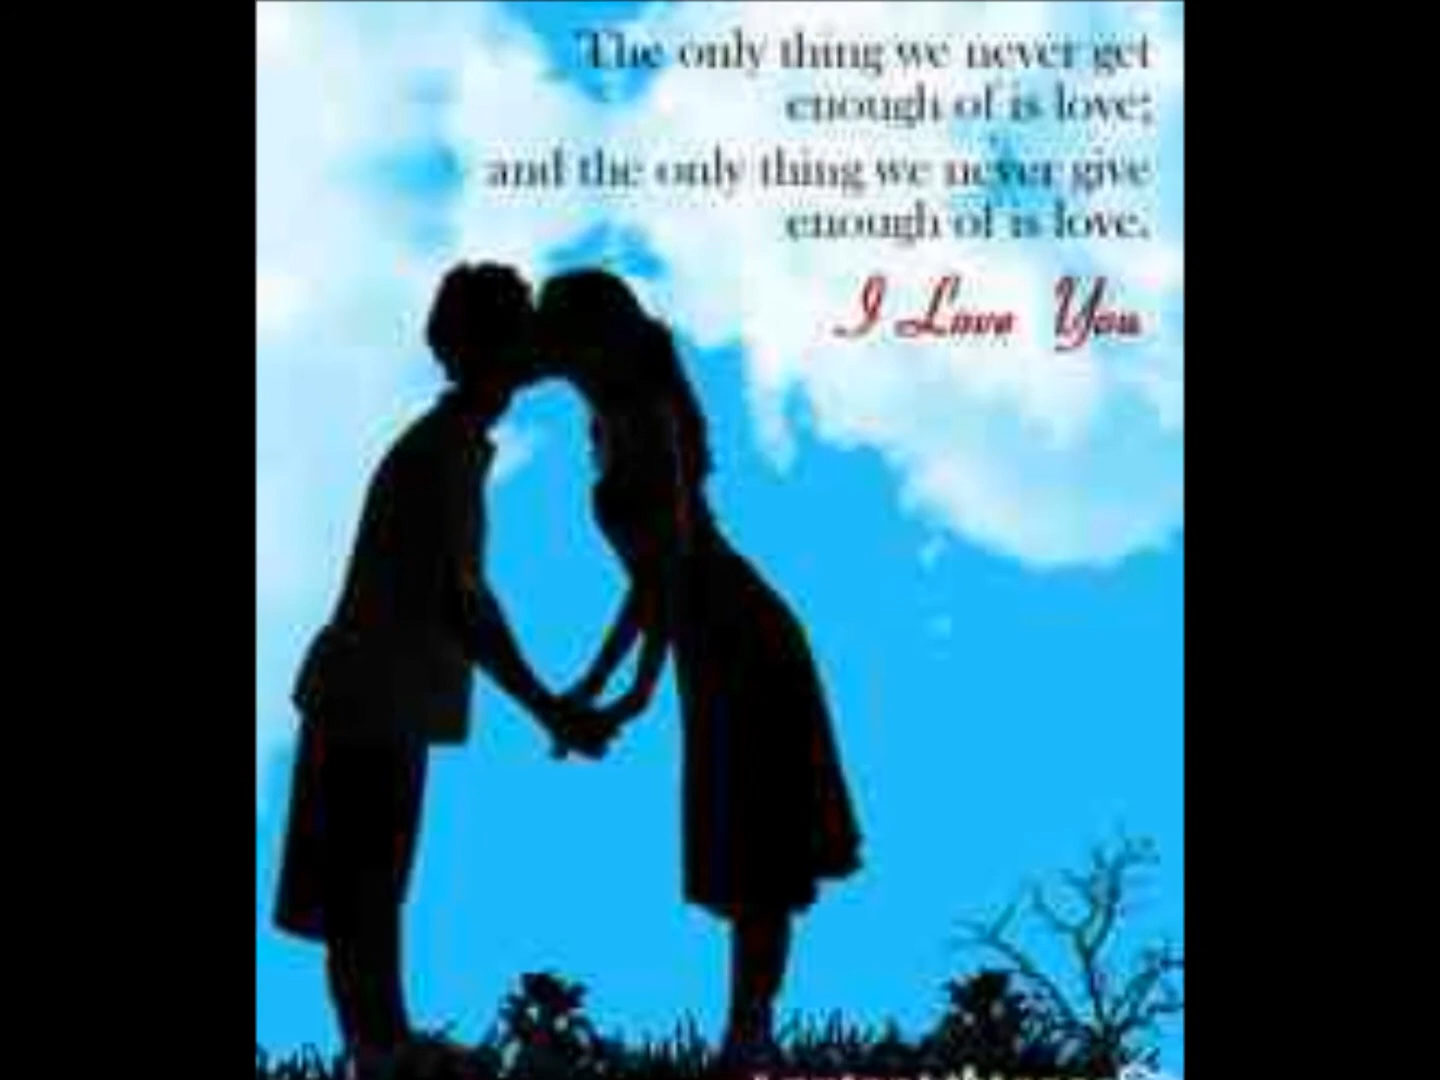 The only thing we never get
enough of is love;
and the only thing we never give
enough of is love.
I Love You